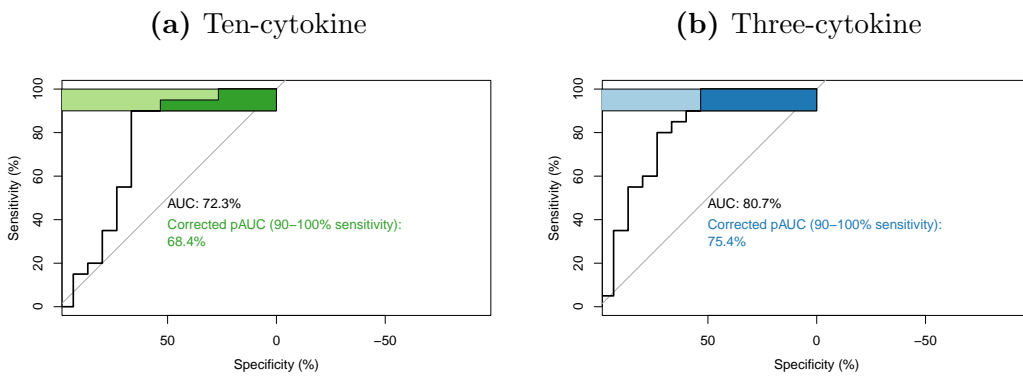 (a) Ten-cytokine
(b) Three-cytokine
Sensitivity (%)
100
80
60
40
20
0
AUC: 72.3%
Corrected pAUC (90–100% sensitivity):
68.4%
50
0
−50
Specificity (%)
Sensitivity (%)
100
80
60
40
20
0
AUC: 80.7%
Corrected pAUC (90–100% sensitivity):
75.4%
50
0
−50
Specificity (%)